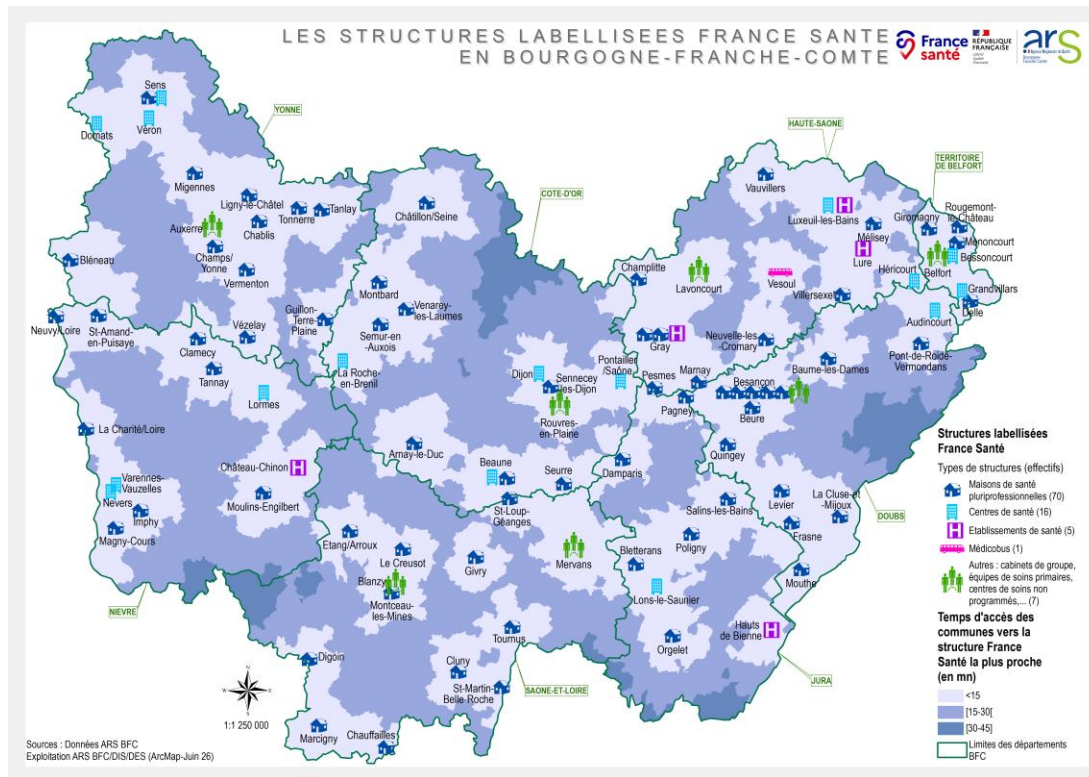 LES STRUCTURES LABELLISEES FRANCE SANTE
EN BOURGOGNE-FRANCHE-COMTE
France
santé
RÉPUBLIQUE
FRANÇAISE
ars
Sens
YONNE
Domats
Véron
HAUTE-SAONE
TERRITOIRE
DE BELFORT
Migennes
COTE-D'OR
Vauvillers
Ligny-le-Châtel
Tonnerre
Tanlay
Châtillon/Seine
Luxeuil-les-Bains
Rougemont-
le-Château
Giromagny
Auxerre
Chablis
Mélisey
Menoncourt
Champs/
Yonne
Lure
Bessoncourt
Belfort
Bléneau
Vermenton
Champlitte
Lavoncourt
Vesoul
Héricourt
Montbard
Villersexel
Grandvillars
Delle
Guillon-
Terre-
Plaine
Venarey-
les-Laumes
Neuvy/Loire
St-Amand-
en-Puisaye
Vézelay
Semur-en
-Auxois
Gray
Neuvelle-les-
Cromary
Audincourt
Clamecy
Pont-de-Roide-
Vermondans
Tannay
La Roche-
en-Brenil
Pontailler
/Saône
Baume-les-Dames
Dijon
Sennecey
-les-Dijon
Pesmes
Marnay
Besançon
Lormes
Pagney
Beure
Rouvres-
en-Plaine
La Charité/Loire
Quingey
Arnay-le-Duc
Château-Chinon
Beaune
Seurre
Damparis
Varennes-
Vauzelles
Nevers
Moulins-Engilbert
St-Loup-
Géanges
Salins-les-Bains
Levier
La Cluse-et
-Mijoux
Imphy
DOUBS
Magny-Cours
Etang/Arroux
Le Creusot
Poligny
Frasne
Givry
Mervans
Bletterans
Blanzy
Mouthe
NIEVRE
Montceau-
les-Mines
Lons-le-Saunier
Tournus
Hauts
de Bienne
Orgelet
Digoin
Cluny
JURA
St-Martin-
Belle-Roche
SAONE-ET-LOIRE
Marcigny
Chauffailles
Structures labellisées
France Santé
Types de structures (effectifs)
Maisons de santé
pluriprofessionnelles (70)
Centres de santé (16)
H
Etablissements de santé (5)
Médicobus (1)
Autres : cabinets de groupe,
équipes de soins primaires,
centres de soins non
programmés,... (7)
Temps d'accès des
communes vers la
structure France
Santé la plus proche
(en mn)
<15
[15-30[
[30-45]
Limites des départements
BFC
1:1 250 000
Sources : Données ARS BFC
Exploitation ARS BFC/DIS/DES (ArcMap-Juin 26)